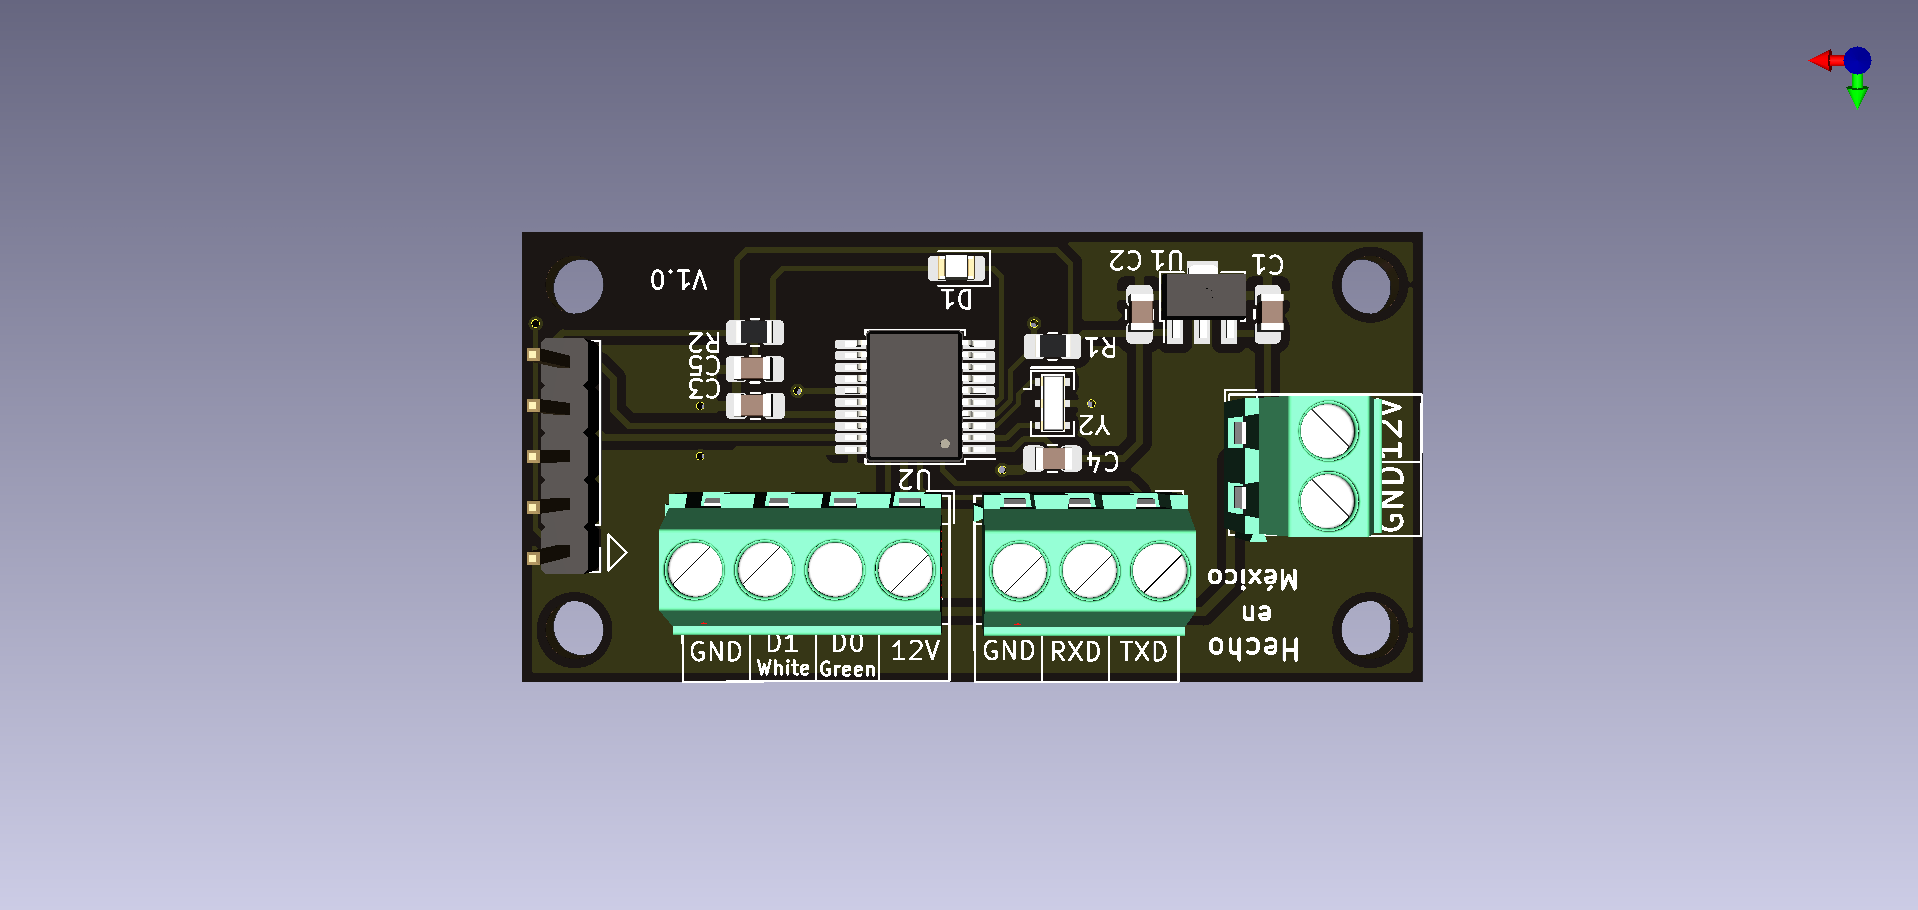 V1.0
D1
C2
U1
C1
R2
C5
C3
R1
Y2
C4
U2
12V
GND
GND
D1
White
D0
Green
12V
GND
RXD
TXD
Hecho
en
México